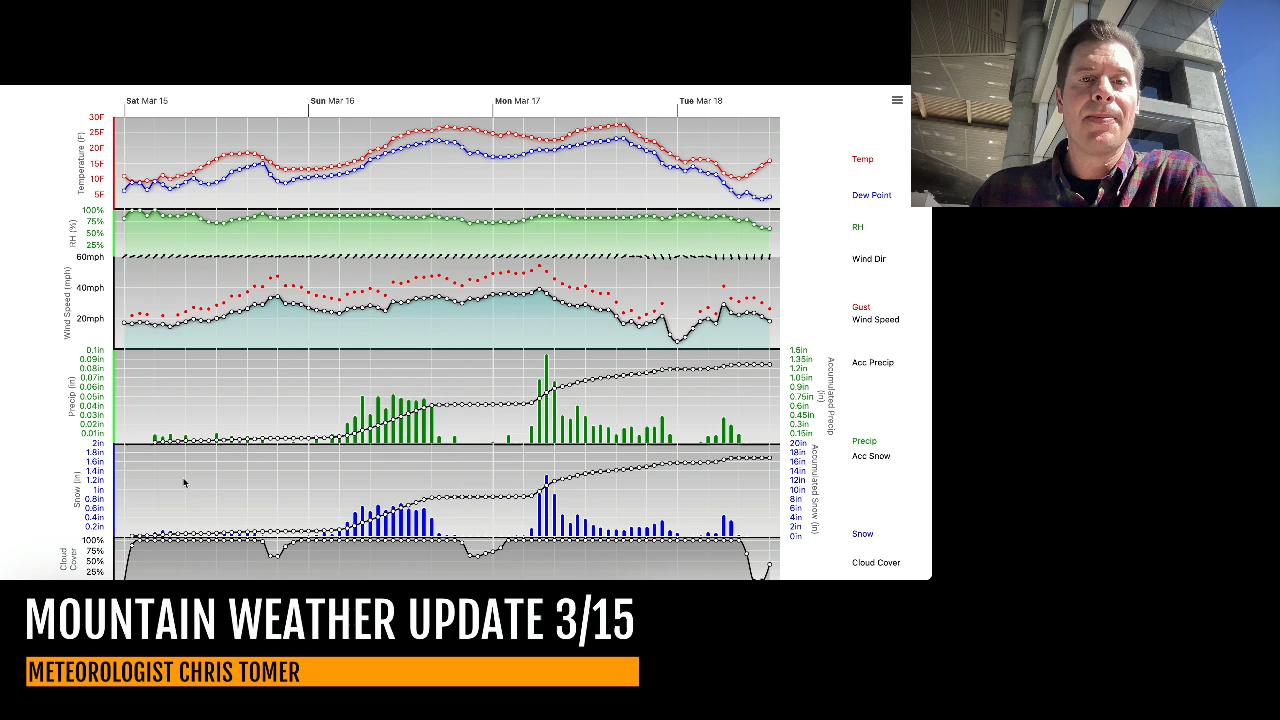 Sat Mar 15
Sun Mar 16
Mon Mar 17
Tue Mar 18
Temperature (F)
30F
25F
20F
15F
10F
5F
Temp
Dew Point
RH (%)
100%
75%
50%
25%
RH
Wind Speed (mph)
60mph
40mph
20mph
Wind Dir
Gust
Wind Speed
Precip (in)
0.1in
0.09in
0.08in
0.07in
0.06in
0.05in
0.04in
0.03in
0.02in
0.01in
1.5in
1.35in
1.2in
1.05in
0.9in
0.75in
0.6in
0.45in
0.3in
0.15in
Accumulated Precip
(in)
Acc Precip
Precip
Snow (in)
2in
1.8in
1.6in
1.4in
1.2in
1in
0.8in
0.6in
0.4in
0.2in
20in
18in
16in
14in
12in
10in
8in
6in
4in
2in
0in
Accumulated Snow (in)
Acc Snow
Snow
Cloud
Cover
100%
75%
50%
25%
Cloud Cover
MOUNTAIN WEATHER UPDATE 3/15
METEOROLOGIST CHRIS TOMER